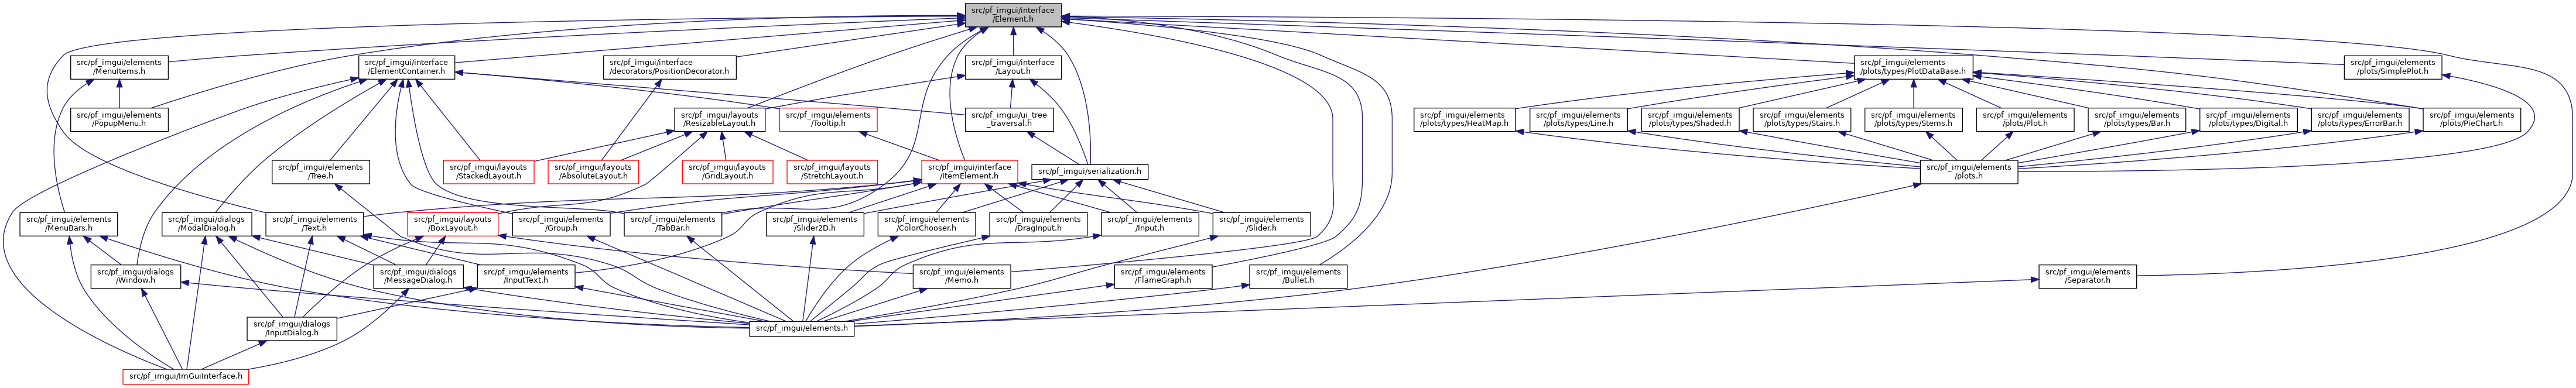 src/pf_imgui/interface
/Element.h
src/pf_imgui/elements
/MenuItems.h
src/pf_imgui/interface
/ElementContainer.h
src/pf_imgui/interface
/decorators/PositionDecorator.h
src/pf_imgui/interface
/Layout.h
src/pf_imgui/elements
/plots/types/PlotDataBase.h
src/pf_imgui/elements
/plots/SimplePlot.h
src/pf_imgui/elements
/PopupMenu.h
src/pf_imgui/layouts
/ResizableLayout.h
src/pf_imgui/elements
/Tooltip.h
src/pf_imgui/ui_tree
_traversal.h
src/pf_imgui/elements
/plots/types/HeatMap.h
src/pf_imgui/elements
/plots/types/Line.h
src/pf_imgui/elements
/plots/types/Shaded.h
src/pf_imgui/elements
/plots/types/Stairs.h
src/pf_imgui/elements
/plots/types/Stems.h
src/pf_imgui/elements
/plots/Plot.h
src/pf_imgui/elements
/plots/types/Bar.h
src/pf_imgui/elements
/plots/types/Digital.h
src/pf_imgui/elements
/plots/types/ErrorBar.h
src/pf_imgui/elements
/plots/PieChart.h
src/pf_imgui/elements
/Tree.h
src/pf_imgui/layouts
/StackedLayout.h
src/pf_imgui/layouts
/AbsoluteLayout.h
src/pf_imgui/layouts
/GridLayout.h
src/pf_imgui/layouts
/StretchLayout.h
src/pf_imgui/interface
/ItemElement.h
src/pf_imgui/serialization.h
src/pf_imgui/elements
/plots.h
src/pf_imgui/elements
/MenuBars.h
src/pf_imgui/dialogs
/ModalDialog.h
src/pf_imgui/elements
/Text.h
src/pf_imgui/layouts
/BoxLayout.h
src/pf_imgui/elements
/Group.h
src/pf_imgui/elements
/TabBar.h
src/pf_imgui/elements
/Slider2D.h
src/pf_imgui/elements
/ColorChooser.h
src/pf_imgui/elements
/DragInput.h
src/pf_imgui/elements
/Input.h
src/pf_imgui/elements
/Slider.h
src/pf_imgui/dialogs
/Window.h
src/pf_imgui/dialogs
/MessageDialog.h
src/pf_imgui/elements
/InputText.h
src/pf_imgui/elements
/Memo.h
src/pf_imgui/elements
/FlameGraph.h
src/pf_imgui/elements
/Bullet.h
src/pf_imgui/elements
/Separator.h
src/pf_imgui/dialogs
/InputDialog.h
src/pf_imgui/elements.h
src/pf_imgui/ImGuiInterface.h